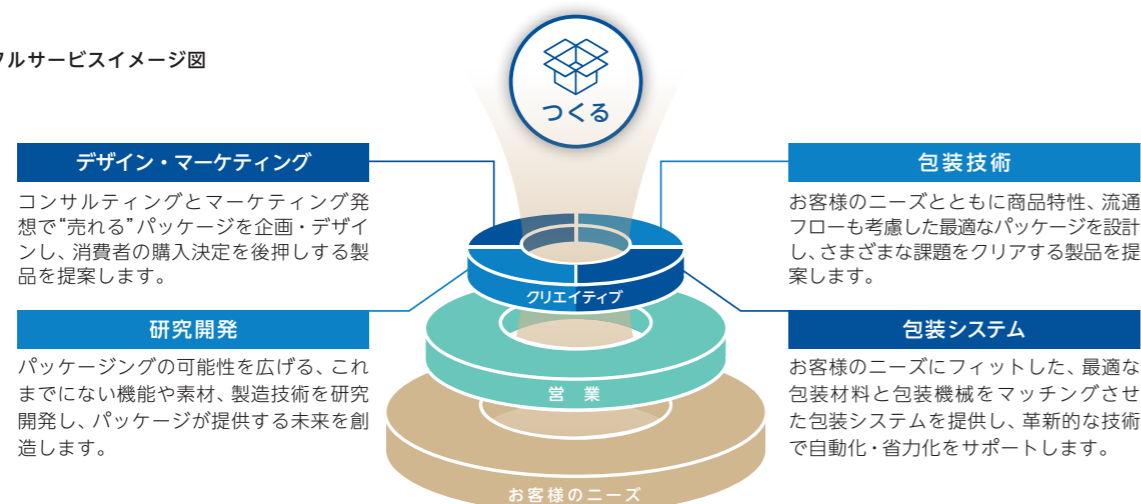 フルサービスイメージ図
つくる
デザイン・マーケティング
コンサルティングとマーケティング発
想で“売れる”パッケージを企画・デザイ
ンし、消費者の購入決定を後押しする製
品を提案します。
包装技術
お客様のニーズとともに商品特性、流通
フローも考慮した最適なパッケージを設計
し、さまざまな課題をクリアする製品を提
案します。
クリエイティブ
研究開発
パッケージングの可能性を広げる、これ
までにない機能や素材、製造技術を研究
開発し、パッケージが提供する未来を創
造します。
包装システム
お客様のニーズにフィットした、最適な
包装材料と包装機械をマッチングさせ
た包装システムを提供し、革新的な技術
で自動化・省力化をサポートします。
営業
お客様のニーズ